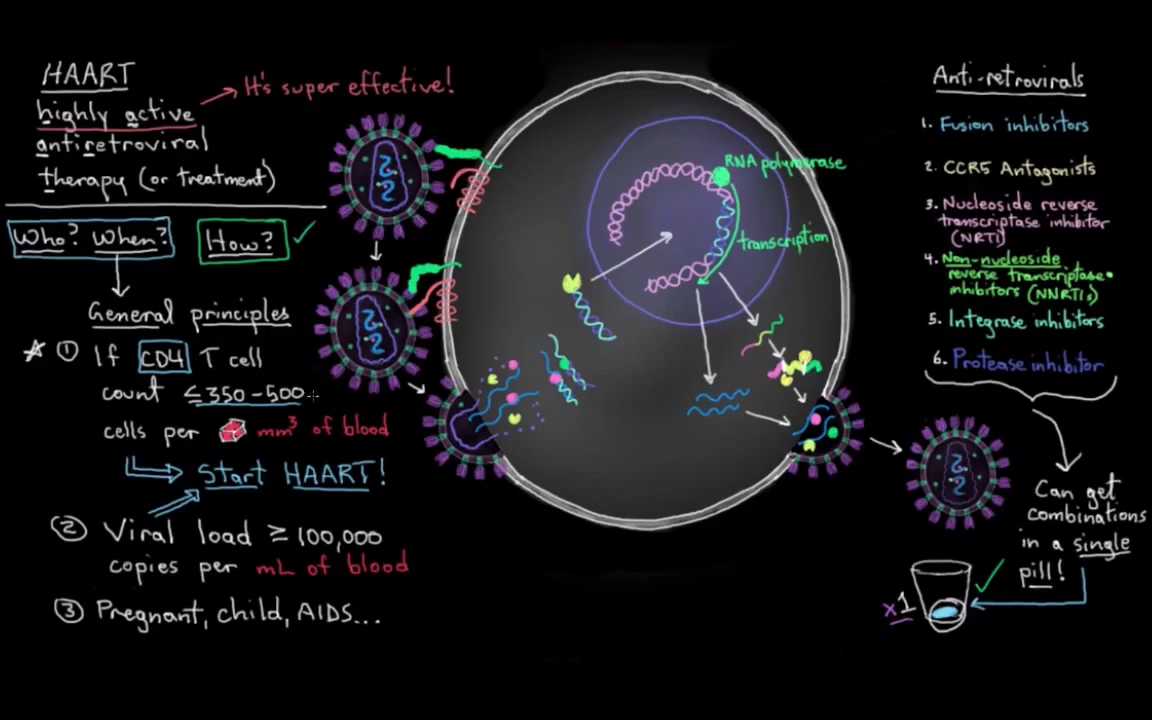 HAART
highly active
antiretroviral
therapy (or treatment)
It's super effective!
Who? When?
How?
General principles
① If CD4 T cell
count ≤350-500
cells per mm³ of blood
Start HAART!
② Viral load ≥ 100,000
copies per mL of blood
③ Pregnant, child, AIDS...
RNA polymerase
transcription
Anti-retrovirals
1. Fusion inhibitors
2. CCR5 Antagonists
3. Nucleoside reverse
transcriptase inhibitor
(NRTI)
4. Non-nucleoside
reverse transcriptase
inhibitors (NNRTIs)
5. Integrase inhibitors
6. Protease inhibitor
Can get
combinations
in a single
pill!
x1